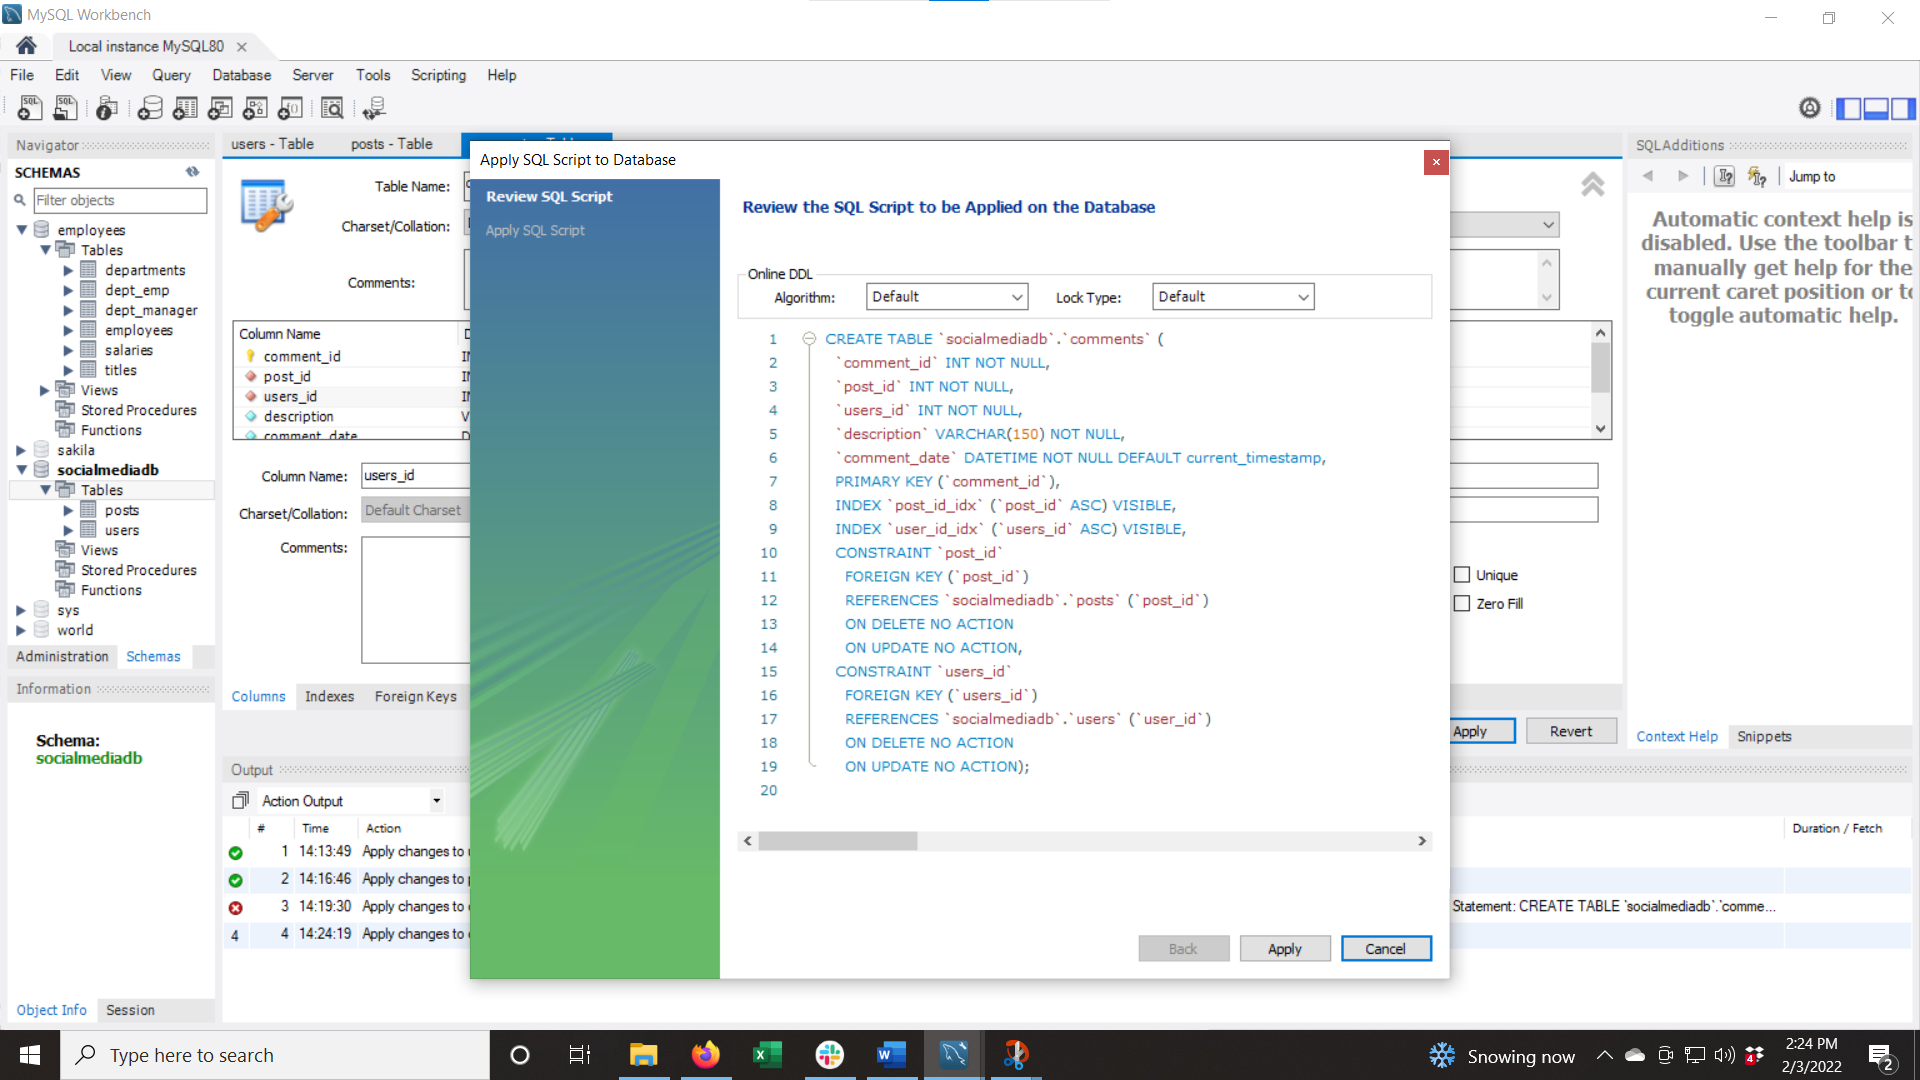 MySQL Workbench
Local instance MySQL80
File Edit View Query Database Server Tools Scripting Help
Navigator
SCHEMAS
Filter objects
employees
Tables
departments
dept_emp
dept_manager
employees
salaries
titles
Views
Stored Procedures
Functions
sakila
socialmediadb
Tables
posts
users
Views
Stored Procedures
Functions
sys
world
Administration Schemas
Information
Schema:
socialmediadb
Object Info Session
users - Table posts - Table
Table Name:
Charset/Collation:
Comments:
Column Name
comment_id
post_id
users_id
description
comment_date
Column Name: users_id
Charset/Collation: Default Charset
Comments:
Columns Indexes Foreign Keys
Unique
Zero Fill
Apply Revert
Apply SQL Script to Database
Review SQL Script
Apply SQL Script
Review the SQL Script to be Applied on the Database
Online DDL
Algorithm: Default Lock Type: Default
1 CREATE TABLE `socialmediadb`.`comments` (
2 `comment_id` INT NOT NULL,
3 `post_id` INT NOT NULL,
4 `users_id` INT NOT NULL,
5 `description` VARCHAR(150) NOT NULL,
6 `comment_date` DATETIME NOT NULL DEFAULT current_timestamp,
7 PRIMARY KEY (`comment_id`),
8 INDEX `post_id_idx` (`post_id` ASC) VISIBLE,
9 INDEX `user_id_idx` (`users_id` ASC) VISIBLE,
10 CONSTRAINT `post_id`
11 FOREIGN KEY (`post_id`)
12 REFERENCES `socialmediadb`.`posts` (`post_id`)
13 ON DELETE NO ACTION
14 ON UPDATE NO ACTION,
15 CONSTRAINT `users_id`
16 FOREIGN KEY (`users_id`)
17 REFERENCES `socialmediadb`.`users` (`user_id`)
18 ON DELETE NO ACTION
19 ON UPDATE NO ACTION);
20
Back Apply Cancel
SQLAdditions
Jump to
Automatic context help is
disabled. Use the toolbar t
manually get help for the
current caret position or to
toggle automatic help.
Context Help Snippets
Output
Action Output
# Time Action Duration / Fetch
1 14:13:49 Apply changes to
2 14:16:46 Apply changes to
3 14:19:30 Apply changes to Statement: CREATE TABLE `socialmediadb`.`comme...
4 4 14:24:19 Apply changes to
Type here to search
Snowing now
2:24 PM
2/3/2022
2